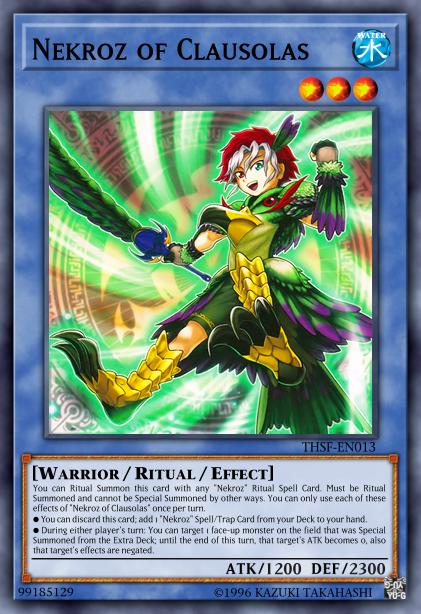 NEKROZ OF CLAUSOLAS
WATER
水
THSF-EN013
[WARRIOR / RITUAL / EFFECT]
You can Ritual Summon this card with any "Nekroz" Ritual Spell Card. Must be Ritual
Summoned and cannot be Special Summoned by other ways. You can only use each of these
effects of "Nekroz of Clausolas" once per turn.
● You can discard this card; add 1 "Nekroz" Spell/Trap Card from your Deck to your hand.
● During either player's turn: You can target 1 face-up monster on the field that was Special
Summoned from the Extra Deck; until the end of this turn, that target's ATK becomes 0, also
that target's effects are negated.
ATK/1200 DEF/2300
99185129
©1996 KAZUKI TAKAHASHI